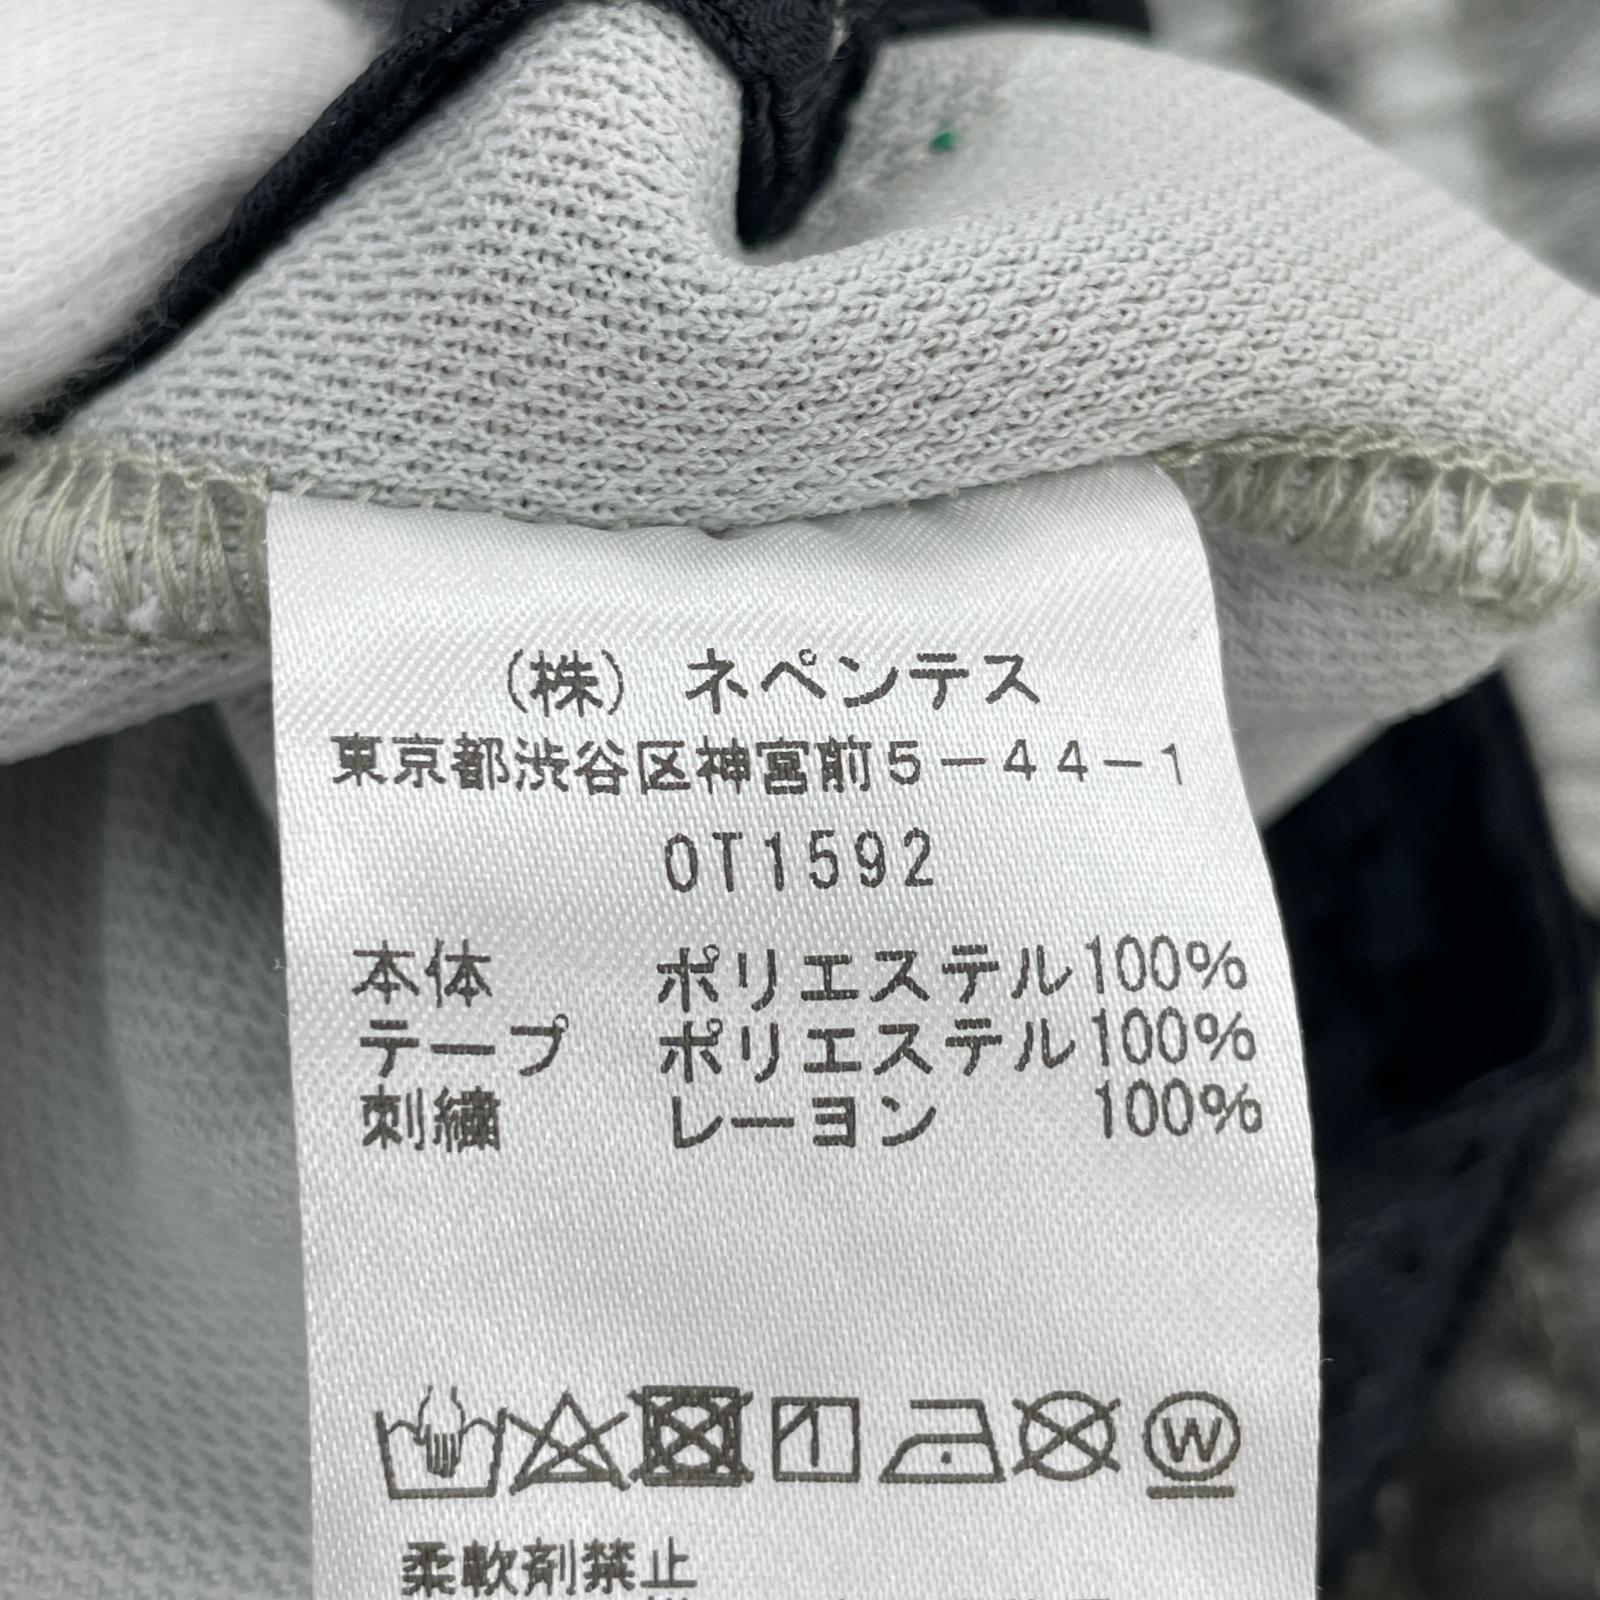 (株) ネペンテス
東京都渋谷区神宮前5-44-1
OT1592
本体 ポリエステル100%
テープ ポリエステル100%
刺繍 レーヨン 100%
W
柔軟剤禁止